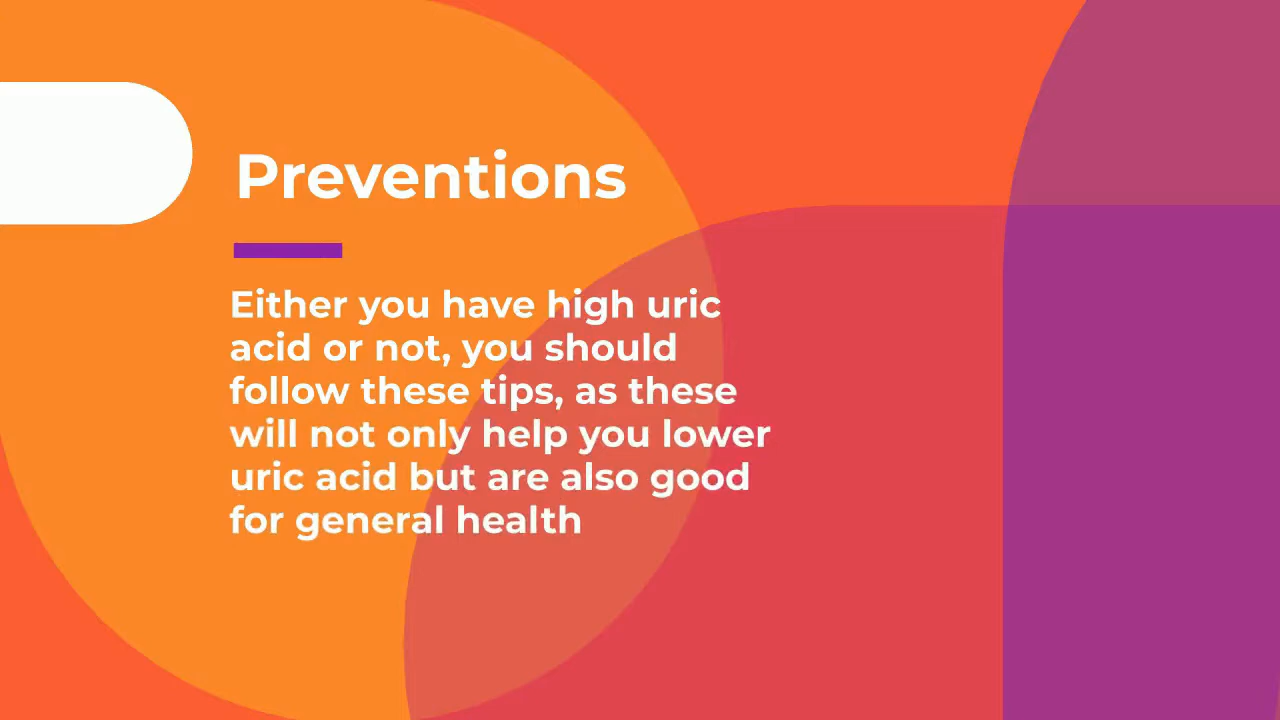 Preventions
Either you have high uric
acid or not, you should
follow these tips, as these
will not only help you lower
uric acid but are also good
for general health